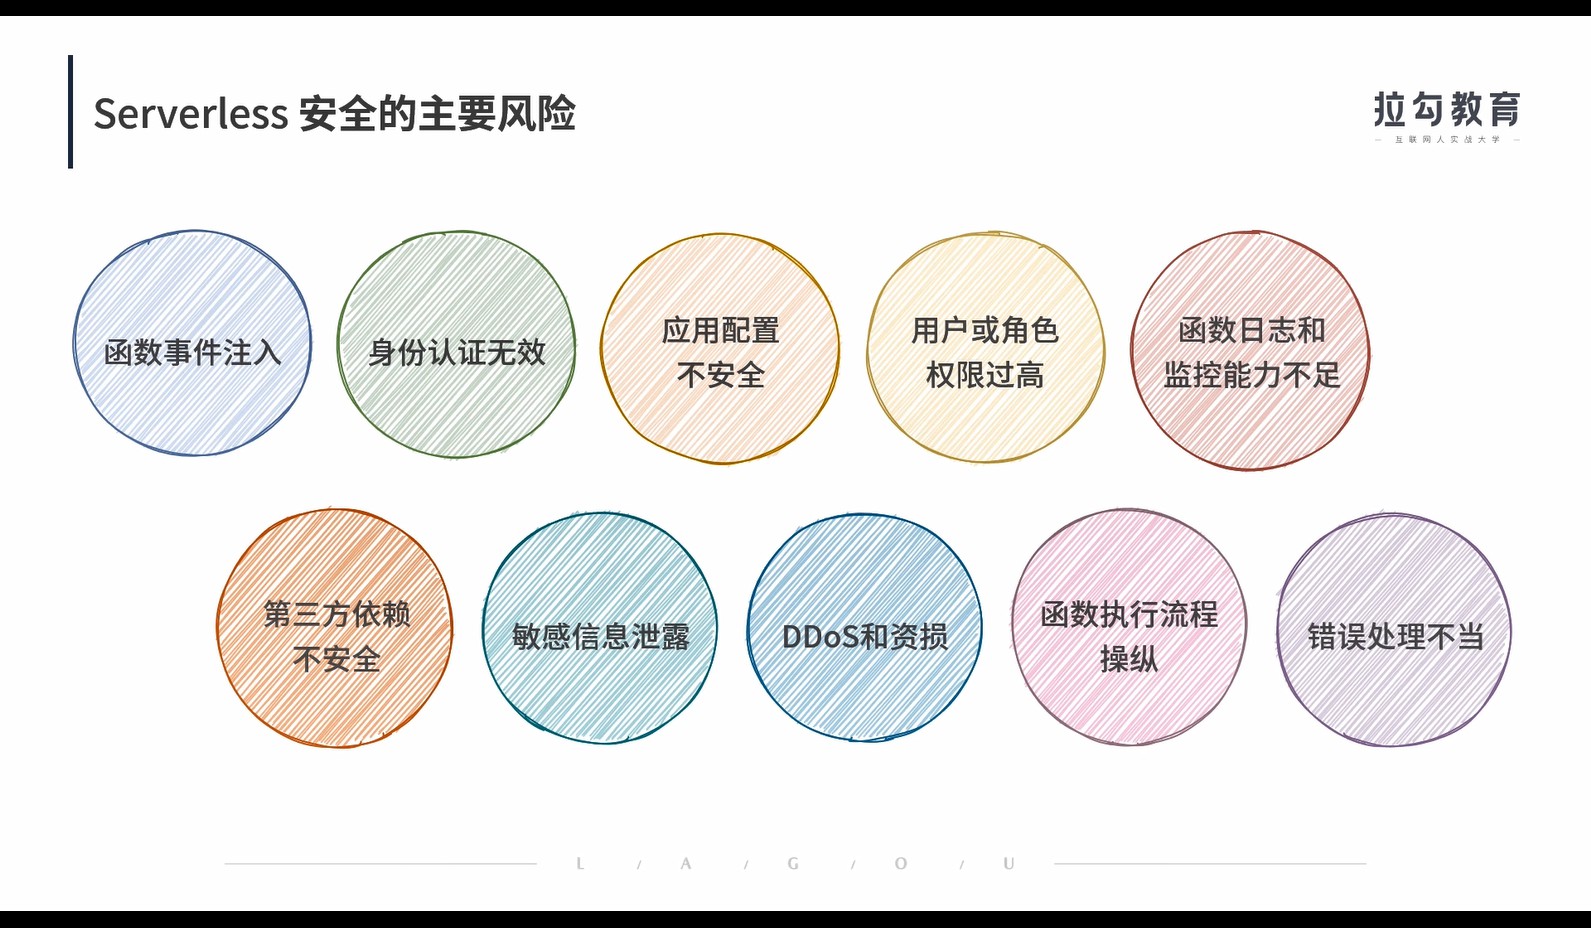 Serverless 安全的主要风险
拉勾教育
互联网人实战大学
函数事件注入
身份认证无效
应用配置
不安全
用户或角色
权限过高
函数日志和
监控能力不足
第三方依赖
不安全
敏感信息泄露
DDoS和资损
函数执行流程
操纵
错误处理不当
L / A / G / O / U